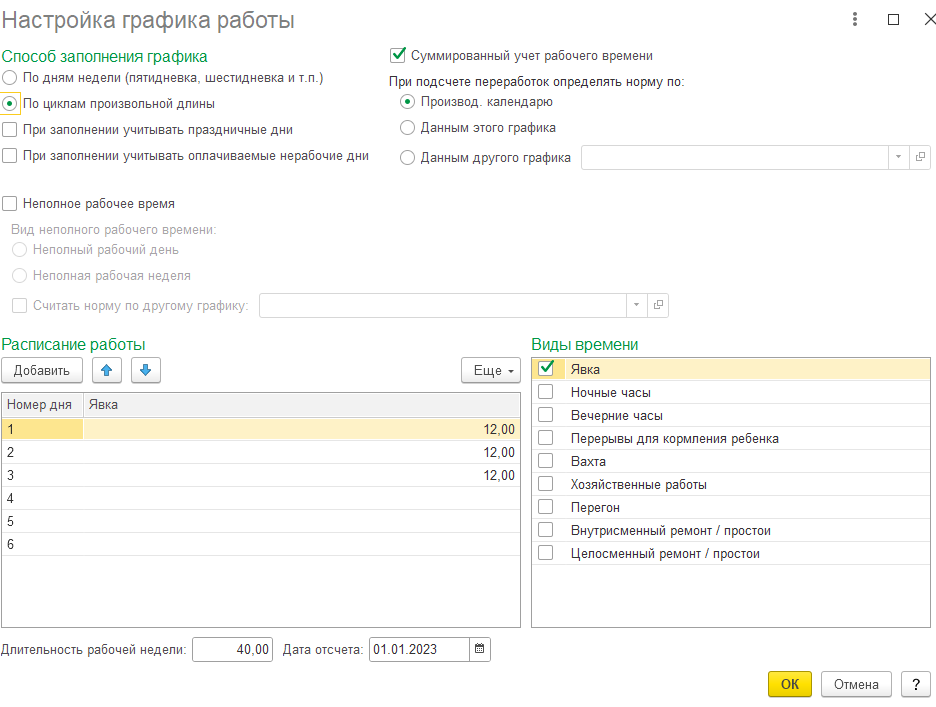 Настройка графика работы
Способ заполнения графика
По дням недели (пятидневка, шестидневка и т.п.)
По циклам произвольной длины
При заполнении учитывать праздничные дни
При заполнении учитывать оплачиваемые нерабочие дни
Суммированный учет рабочего времени
При подсчете переработок определять норму по:
Производ. календарю
Данным этого графика
Данным другого графика
Неполное рабочее время
Вид неполного рабочего времени:
Неполный рабочий день
Неполная рабочая неделя
Считать норму по другому графику:
Расписание работы
Добавить
Еще
Номер дня Явка
1 12,00
2 12,00
3 12,00
4
5
6
Виды времени
Явка
Ночные часы
Вечерние часы
Перерывы для кормления ребенка
Вахта
Хозяйственные работы
Перегон
Внутрисменный ремонт / простои
Целосменный ремонт / простои
Длительность рабочей недели: 40,00 Дата отсчета: 01.01.2023
ОК Отмена ?